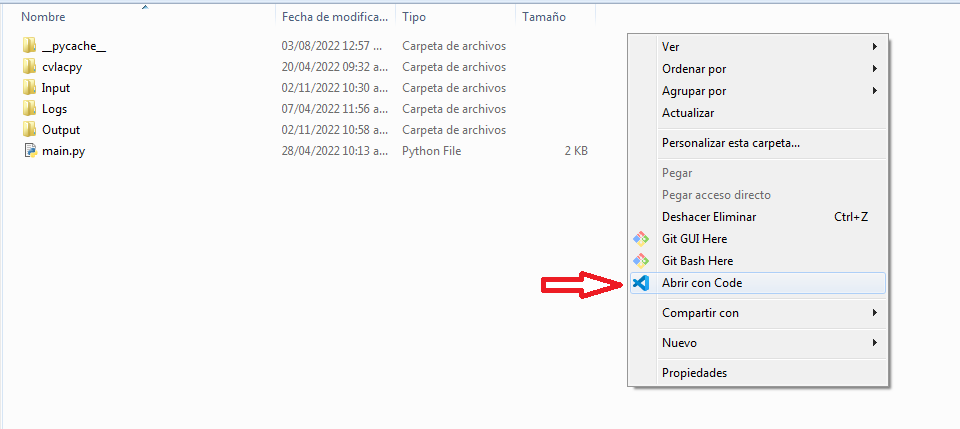 Nombre Fecha de modifica... Tipo Tamaño
__pycache__ 03/08/2022 12:57 ... Carpeta de archivos
cvlacpy 20/04/2022 09:32 a... Carpeta de archivos
Input 02/11/2022 10:30 a... Carpeta de archivos
Logs 07/04/2022 11:56 a... Carpeta de archivos
Output 02/11/2022 10:58 a... Carpeta de archivos
main.py 28/04/2022 10:13 a... Python File 2 KB
Ver
Ordenar por
Agrupar por
Actualizar
Personalizar esta carpeta...
Pegar
Pegar acceso directo
Deshacer Eliminar Ctrl+Z
Git GUI Here
Git Bash Here
Abrir con Code
Compartir con
Nuevo
Propiedades